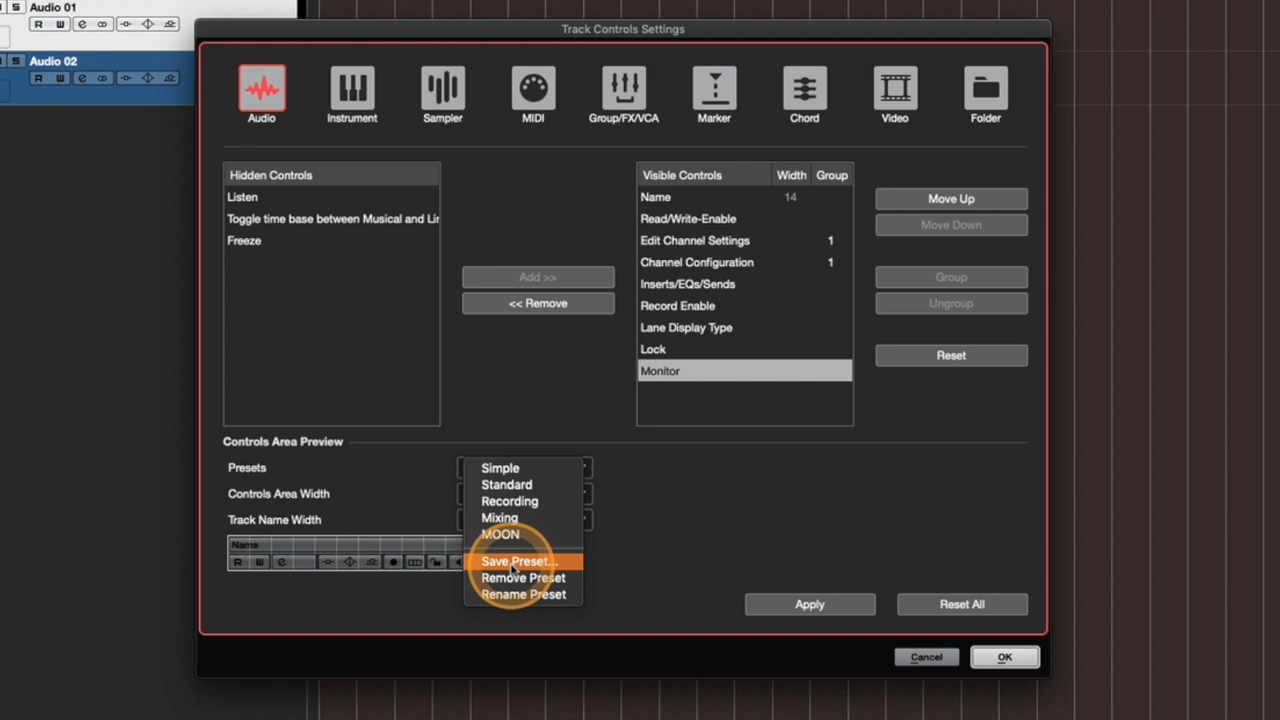 S Audio 01
R W e
S Audio 02
R W e
Track Controls Settings
Audio Instrument Sampler MIDI Group/FX/VCA Marker Chord Video Folder
Hidden Controls
Listen
Toggle time base between Musical and Lir
Freeze
Add >>
<< Remove
Visible Controls Width Group
Name 14
Read/Write-Enable
Edit Channel Settings 1
Channel Configuration 1
Inserts/EQs/Sends
Record Enable
Lane Display Type
Lock
Monitor
Move Up
Move Down
Group
Ungroup
Reset
Controls Area Preview
Presets
Controls Area Width
Track Name Width
Name
R W e
Simple
Standard
Recording
Mixing
MOON
Save Preset...
Remove Preset
Rename Preset
Apply
Reset All
Cancel
OK